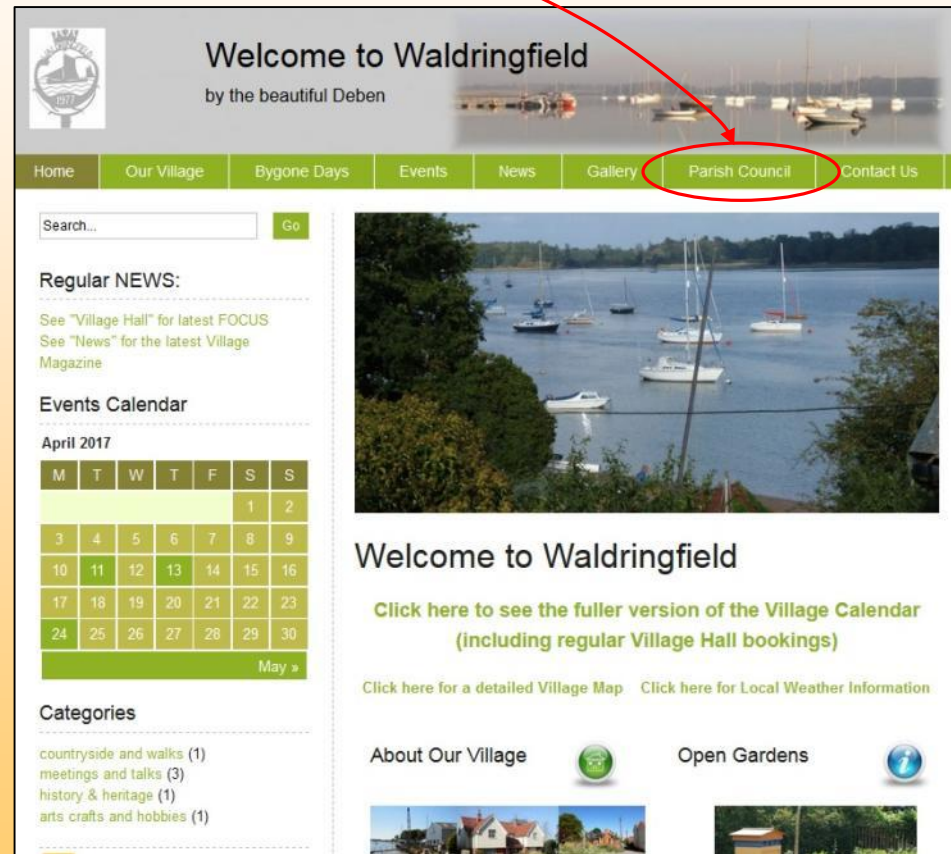 1977
Welcome to Waldringfield
by the beautiful Deben
Home Our Village Bygone Days Events News Gallery Parish Council Contact Us
Search... Go
Regular NEWS:
See "Village Hall" for latest FOCUS
See "News" for the latest Village
Magazine
Events Calendar
April 2017
M T W T F S S
1 2
3 4 5 6 7 8 9
10 11 12 13 14 15 16
17 18 19 20 21 22 23
24 25 26 27 28 29 30
May »
Categories
countryside and walks (1)
meetings and talks (3)
history & heritage (1)
arts crafts and hobbies (1)
Welcome to Waldringfield
Click here to see the fuller version of the Village Calendar
(including regular Village Hall bookings)
Click here for a detailed Village Map Click here for Local Weather Information
About Our Village
Open Gardens